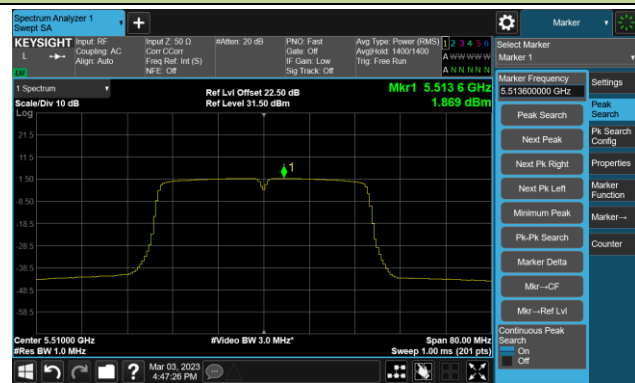 Spectrum Analyzer 1
Swept SA
+
Marker
KEYSIGHT
L
Input: RF
Coupling: AC
Align: Auto
Input Z: 50 Ω
Corr CCorr
Freq Ref: Int (S)
NFE: Off
#Atten: 20 dB
PNO: Fast
Gate: Off
IF Gain: Low
Sig Track: Off
Avg Type: Power (RMS)
Avg|Hold: 1400/1400
Trig: Free Run
1 2 3 4 5 6
A W W W W W
A N N N N N
Select Marker
Marker 1
1 Spectrum
Scale/Div 10 dB
Log
Ref Lvl Offset 22.50 dB
Ref Level 31.50 dBm
Mkr1 5.513 6 GHz
1.869 dBm
21.5
11.5
1.50
-8.50
-18.5
-28.5
-38.5
-48.5
-58.5
1
Center 5.51000 GHz
#Res BW 1.0 MHz
#Video BW 3.0 MHz*
Span 80.00 MHz
Sweep 1.00 ms (201 pts)
Marker Frequency
5.513600000 GHz
Peak Search
Next Peak
Next Pk Right
Next Pk Left
Minimum Peak
Pk-Pk Search
Marker Delta
Mkr→CF
Mkr→Ref Lvl
Continuous Peak
Search
On
Off
Settings
Peak
Search
Pk Search
Config
Properties
Marker
Function
Marker→
Counter
?
Mar 03, 2023
4:47:26 PM